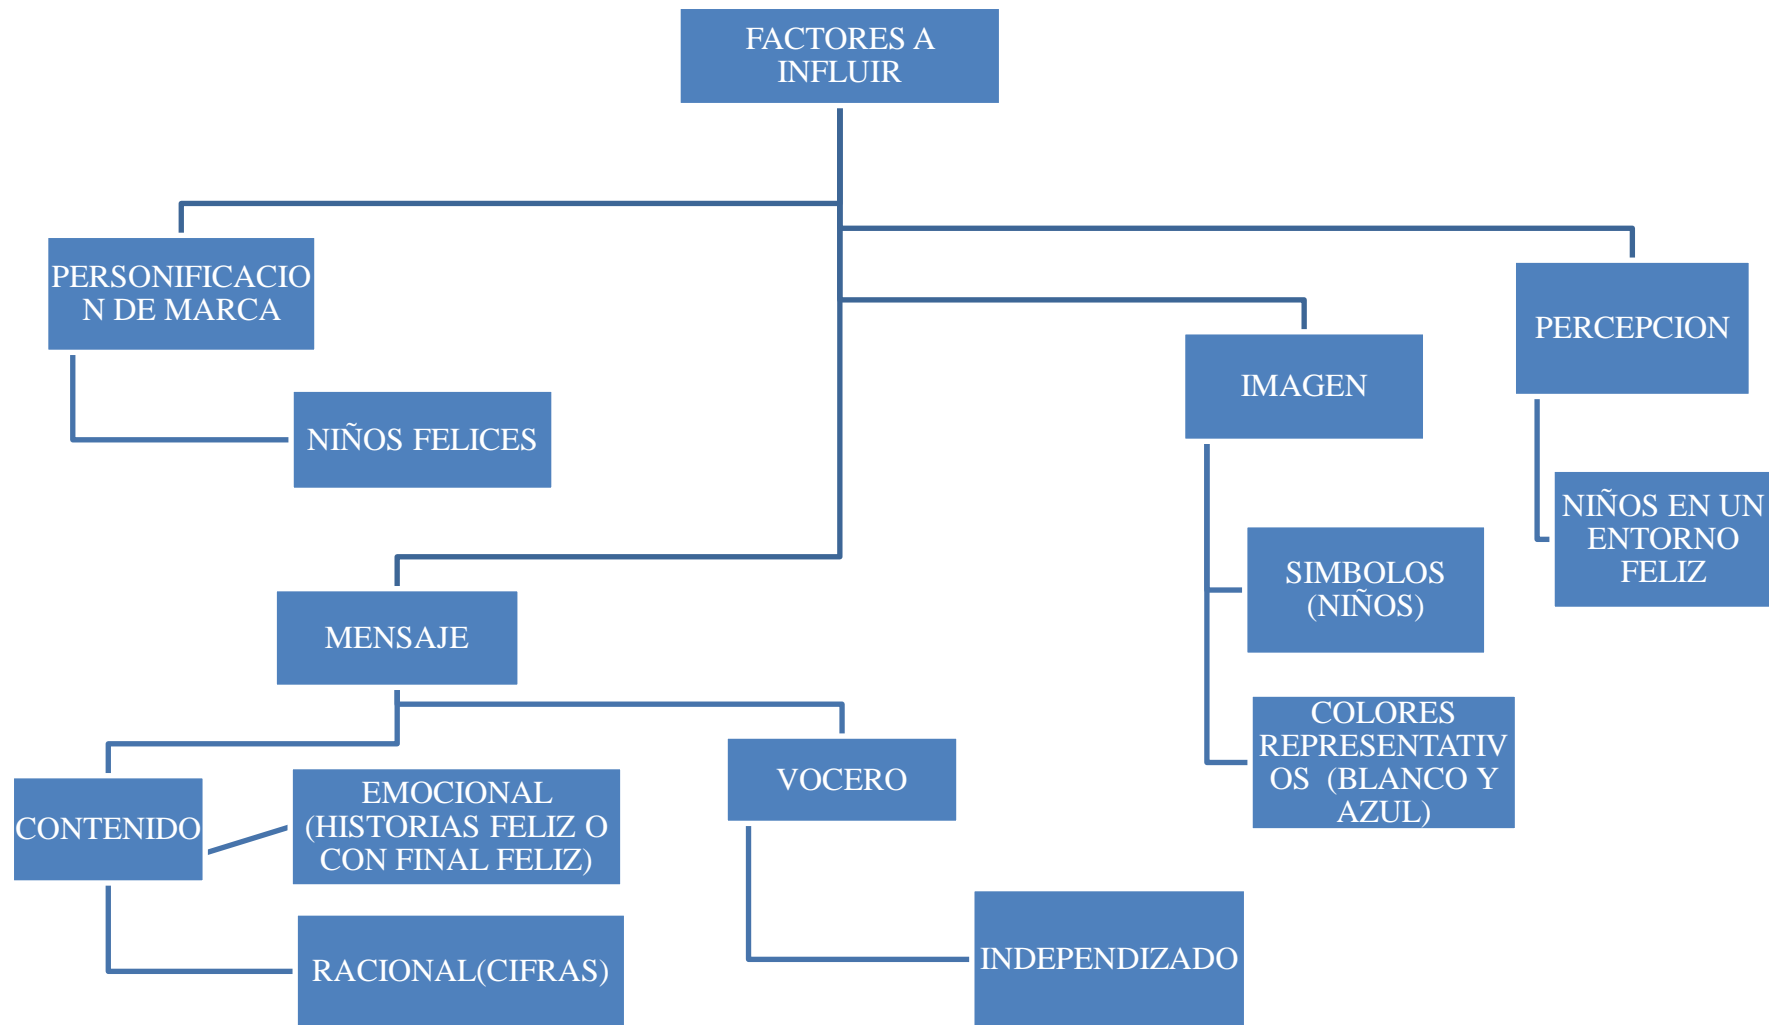 FACTORES A
INFLUIR
PERSONIFICACIO
N DE MARCA
NIÑOS FELICES
MENSAJE
CONTENIDO
EMOCIONAL
(HISTORIAS FELIZ O
CON FINAL FELIZ)
RACIONAL(CIFRAS)
VOCERO
INDEPENDIZADO
IMAGEN
SIMBOLOS
(NIÑOS)
COLORES
REPRESENTATIV
OS (BLANCO Y
AZUL)
PERCEPCION
NIÑOS EN UN
ENTORNO
FELIZ